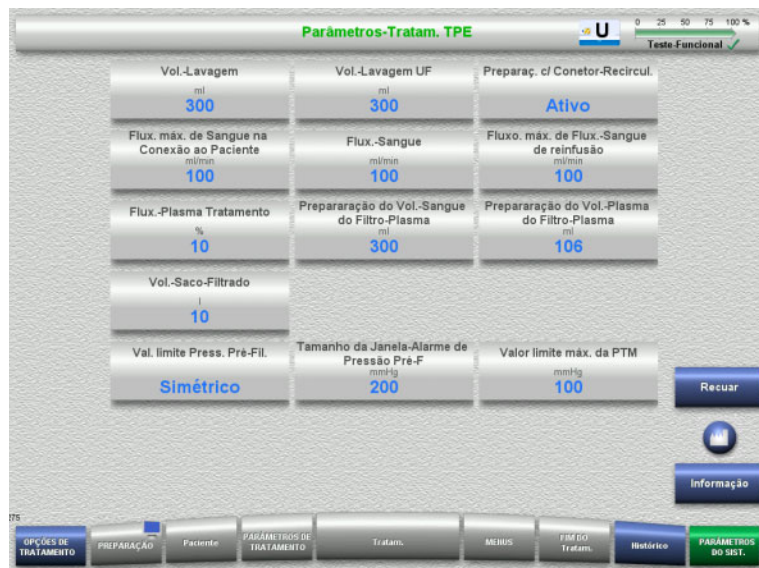 Parâmetros-Tratam. TPE
U
0 25 50 75 100 %
Teste-Funcional
Vol.-Lavagem
ml
300
Vol.-Lavagem UF
ml
300
Preparaç. c/ Conetor-Recircul.
Ativo
Flux. máx. de Sangue na
Conexão ao Paciente
ml/min
100
Flux.-Sangue
ml/min
100
Fluxo. máx. de Flux.-Sangue
de reinfusão
ml/min
100
Flux.-Plasma Tratamento
%
10
Prepararação do Vol.-Sangue
do Filtro-Plasma
ml
300
Prepararação do Vol.-Plasma
do Filtro-Plasma
ml
106
Vol.-Saco-Filtrado
l
10
Val. limite Press. Pré-Fil.
Simétrico
Tamanho da Janela-Alarme de
Pressão Pré-F
mmHg
200
Valor limite máx. da PTM
mmHg
100
Recuar
Informação
275
OPÇÕES DE
TRATAMENTO
PREPARAÇÃO
Paciente
PARÂMETROS DE
TRATAMENTO
Tratam.
MENUS
FIM DO
Tratam.
Histórico
PARÂMETROS
DO SIST.